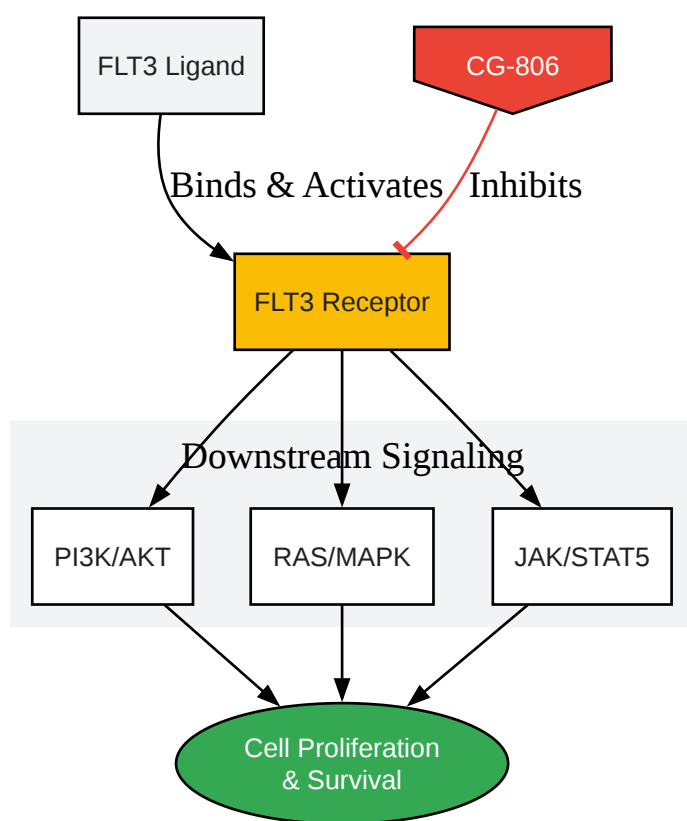 FLT3 Ligand
CG-806
Binds & Activates
Inhibits
FLT3 Receptor
Downstream Signaling
PI3K/AKT
RAS/MAPK
JAK/STAT5
Cell Proliferation
& Survival